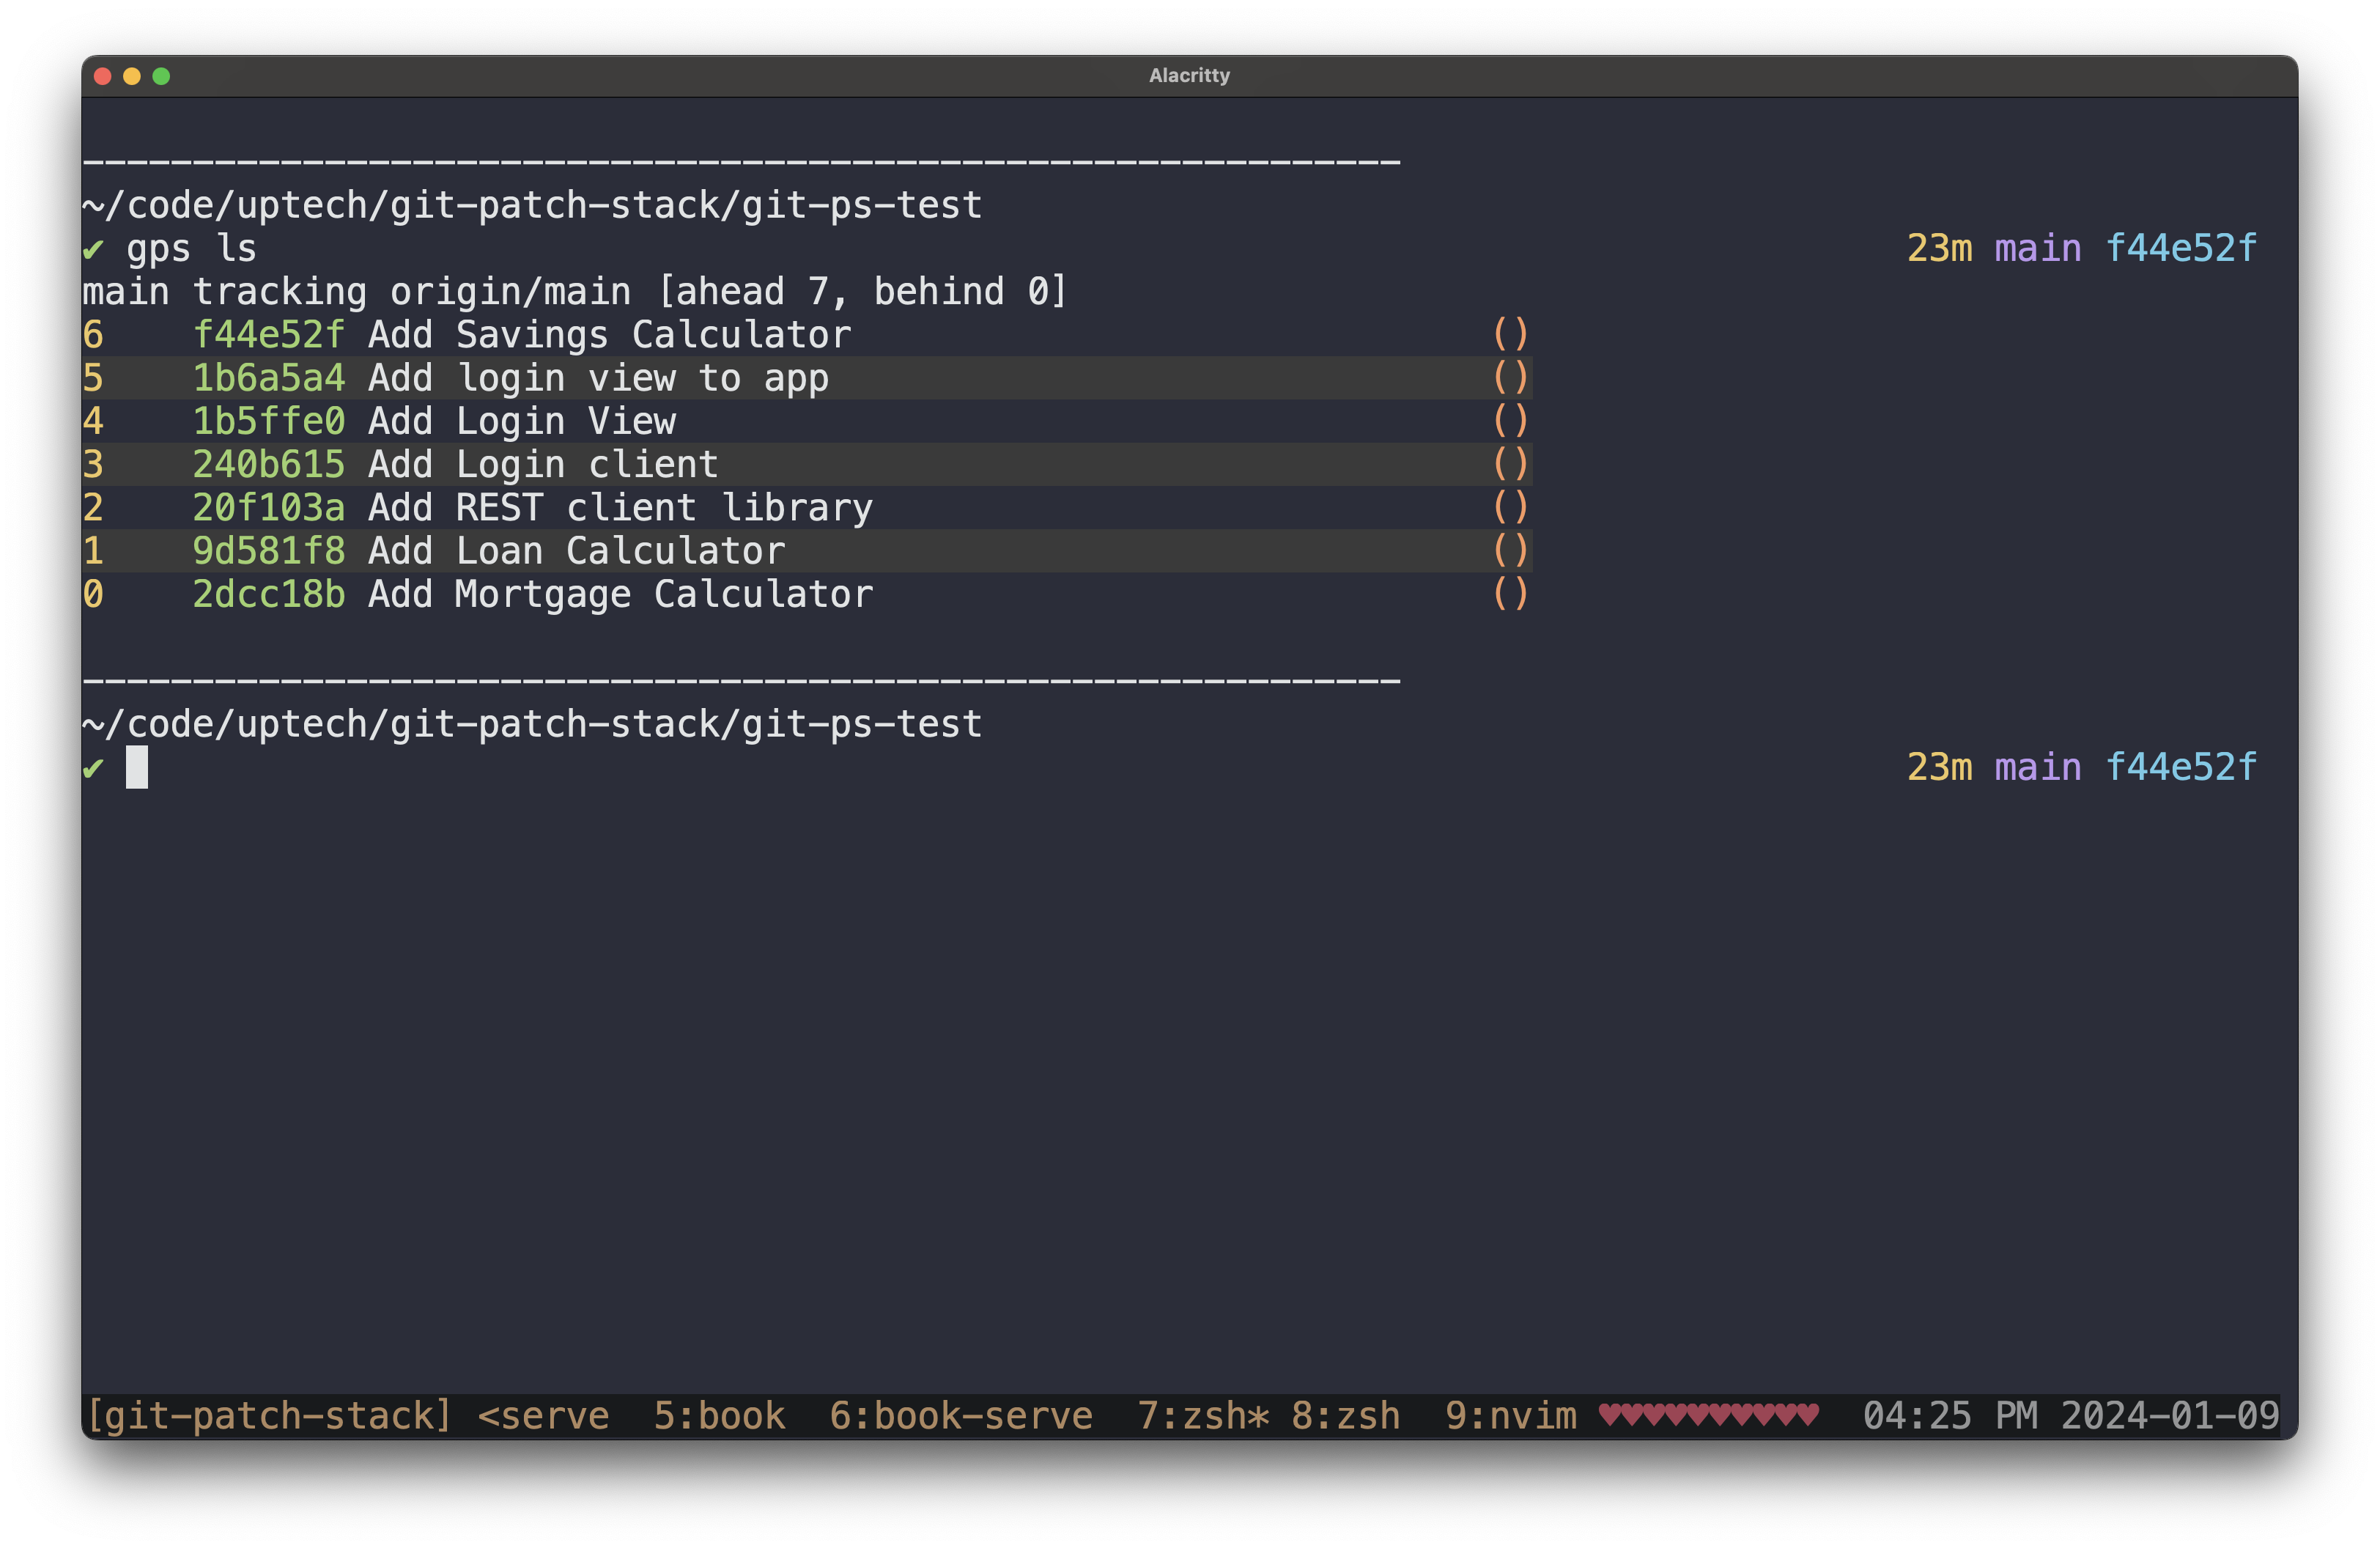 Alacritty
------------------------------------------------------------
~/code/uptech/git-patch-stack/git-ps-test
✔ gps ls 23m main f44e52f
main tracking origin/main [ahead 7, behind 0]
6 f44e52f Add Savings Calculator ()
5 1b6a5a4 Add login view to app ()
4 1b5ffe0 Add Login View ()
3 240b615 Add Login client ()
2 20f103a Add REST client library ()
1 9d581f8 Add Loan Calculator ()
0 2dcc18b Add Mortgage Calculator ()
------------------------------------------------------------
~/code/uptech/git-patch-stack/git-ps-test
✔ 23m main f44e52f
[git-patch-stack] <serve 5:book 6:book-serve 7:zsh* 8:zsh 9:nvim ♥♥♥♥♥♥♥♥♥♥ 04:25 PM 2024-01-09